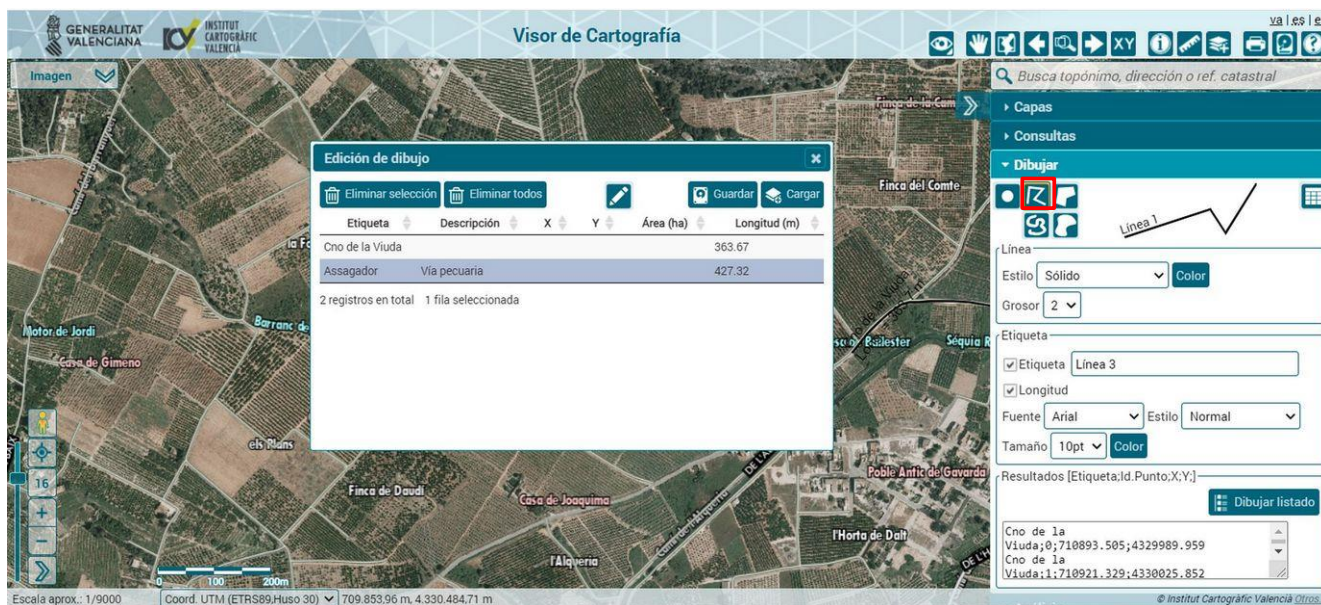 GENERALITAT
VALENCIANA
INSTITUT
CARTOGRÀFIC
VALENCIÀ
Visor de Cartografía
va | es | e
XY
Imagen
Busca topónimo, dirección o ref. catastral
Capas
Consultas
Dibujar
Línea 1
Línea
Estilo Sólido Color
Grosor 2
Etiqueta
Etiqueta Línea 3
Longitud
Fuente Arial Estilo Normal
Tamaño 10pt Color
Resultados [Etiqueta;Id.Punto;X;Y;]
Dibujar listado
Cno de la
Viuda;0;710893.505;4329989.959
Cno de la
Viuda;1;710921.329;4330025.852
Edición de dibujo
Eliminar selección Eliminar todos Guardar Cargar
Etiqueta Descripción X Y Área (ha) Longitud (m)
Cno de la Viuda 363.67
Assagador Vía pecuaria 427.32
2 registros en total 1 fila seleccionada
Finca del Comte
Motor de Jordi
Casa de Gimeno
Barranc de
Ballester
Séquia R
els Plans
Finca de Daudí
Casa de Joaquima
l'Alqueria
Poble Antic de Gavarda
l'Horta de Dalt
Camí de l'Alqueria
16
0 100 200m
Escala aprox.: 1/9000 Coord. UTM (ETRS89,Huso 30) 709.853,96 m, 4.330.484,71 m
© Institut Cartogràfic Valencià Otros